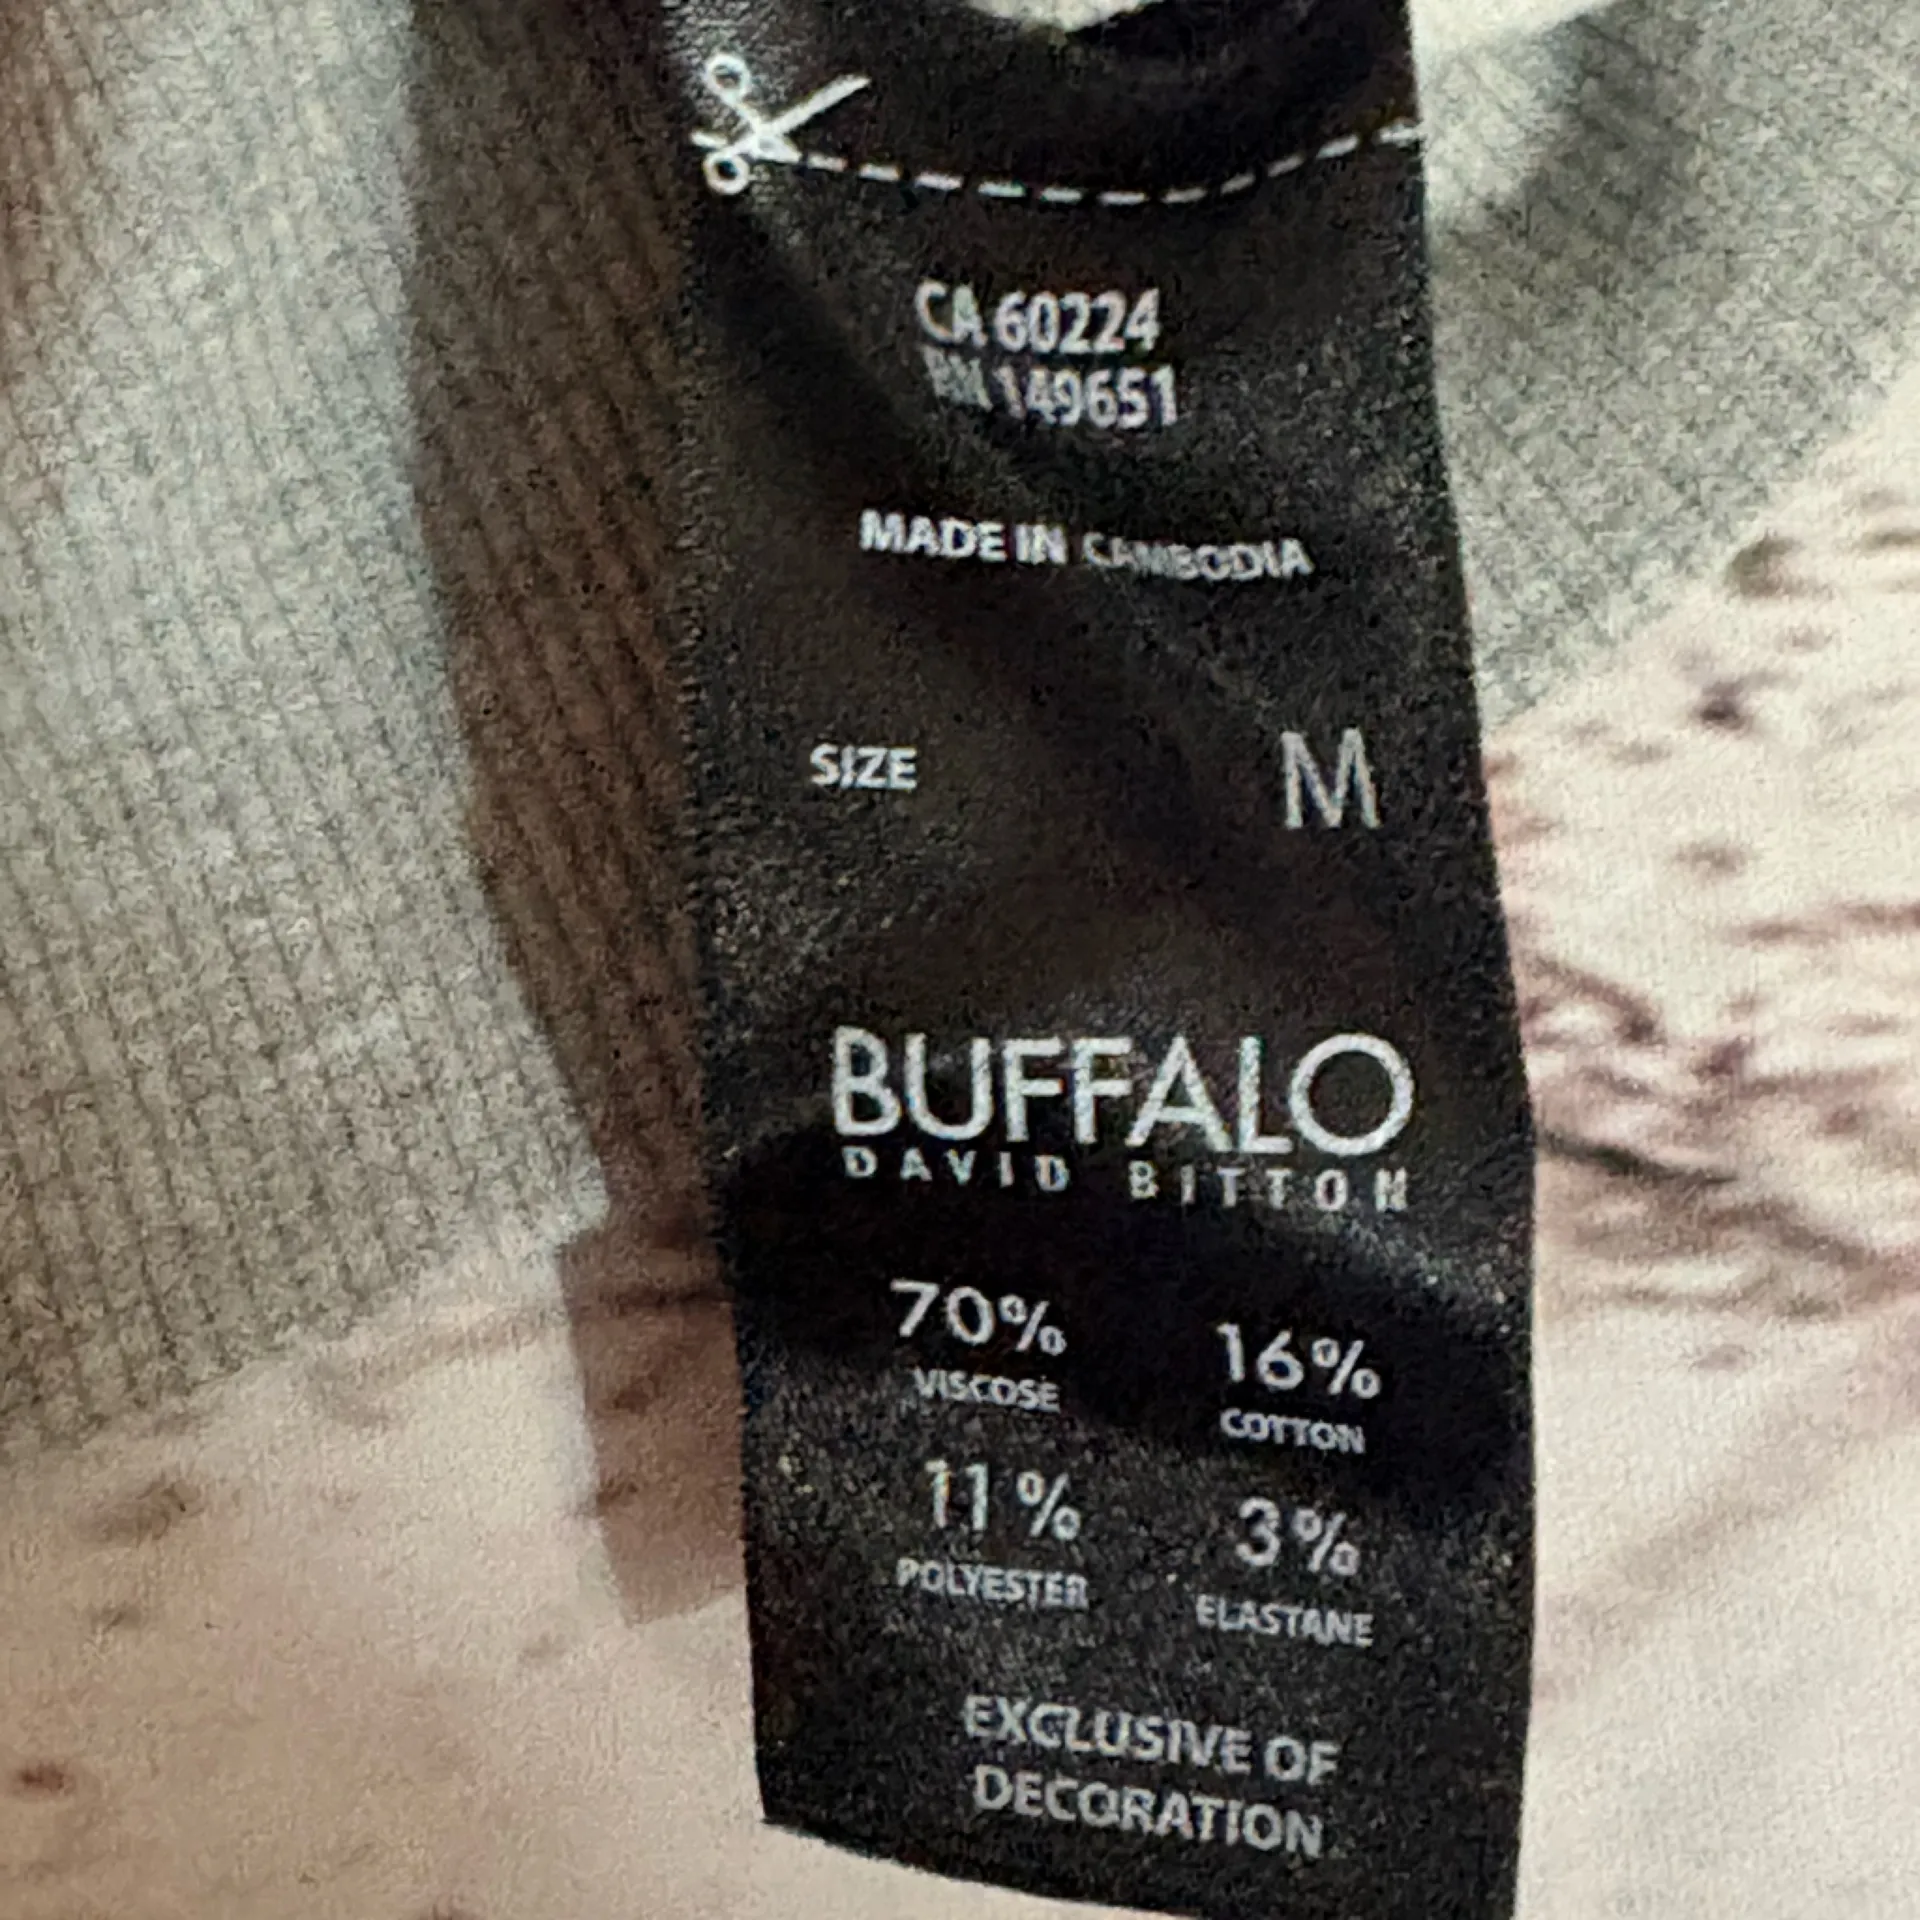 CA 60224
RN 149651
MADE IN CAMBODIA
SIZE M
BUFFALO
DAVID BITTON
70% 16%
VISCOSE COTTON
11% 3%
POLYESTER ELASTANE
EXCLUSIVE OF
DECORATION